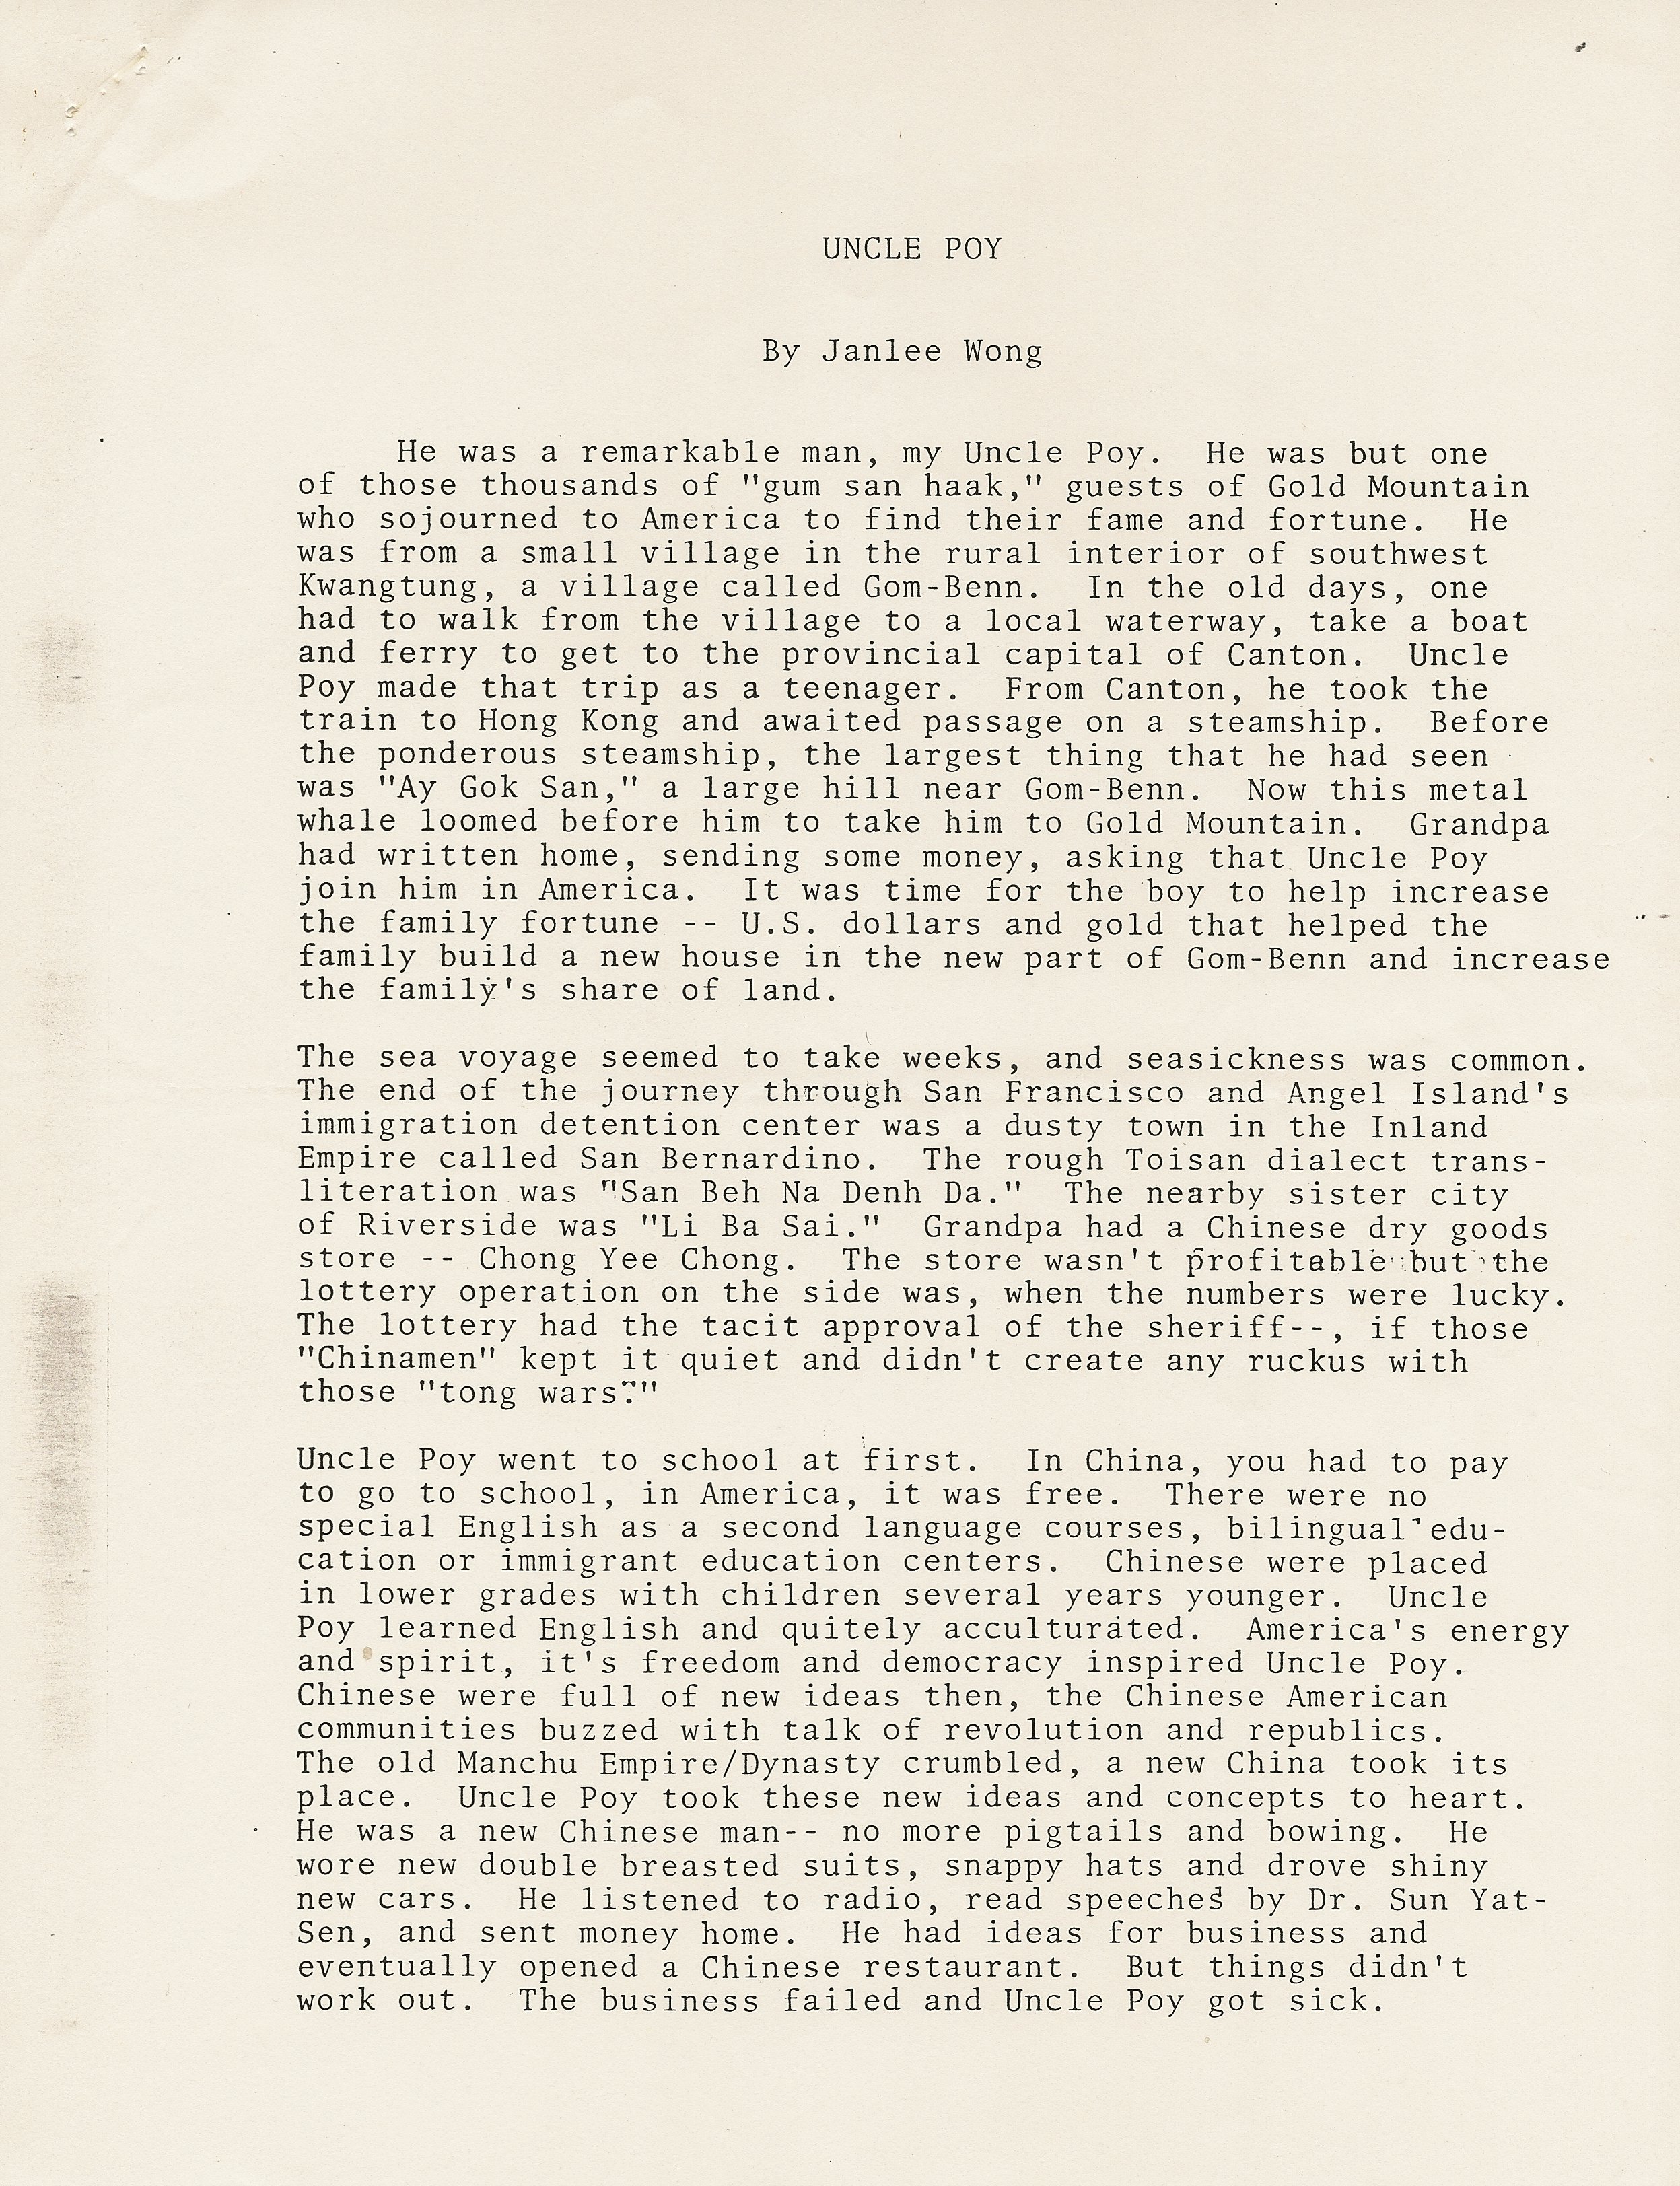 UNCLE POY
By Janlee Wong
He was a remarkable man, my Uncle Poy. He was but one
of those thousands of "gum san haak," guests of Gold Mountain
who sojourned to America to find their fame and fortune. He
was from a small village in the rural interior of southwest
Kwangtung, a village called Gom-Benn. In the old days, one
had to walk from the village to a local waterway, take a boat
and ferry to get to the provincial capital of Canton. Uncle
Poy made that trip as a teenager. From Canton, he took the
train to Hong Kong and awaited passage on a steamship. Before
the ponderous steamship, the largest thing that he had seen
was "Ay Gok San," a large hill near Gom-Benn. Now this metal
whale loomed before him to take him to Gold Mountain. Grandpa
had written home, sending some money, asking that Uncle Poy
join him in America. It was time for the boy to help increase
the family fortune -- U.S. dollars and gold that helped the
family build a new house in the new part of Gom-Benn and increase
the family's share of land.
The sea voyage seemed to take weeks, and seasickness was common.
The end of the journey through San Francisco and Angel Island's
immigration detention center was a dusty town in the Inland
Empire called San Bernardino. The rough Toisan dialect trans-
literation was "San Beh Na Denh Da." The nearby sister city
of Riverside was "Li Ba Sai." Grandpa had a Chinese dry goods
store -- Chong Yee Chong. The store wasn't profitable but the
lottery operation on the side was, when the numbers were lucky.
The lottery had the tacit approval of the sheriff--, if those
"Chinamen" kept it quiet and didn't create any ruckus with
those "tong wars?"
Uncle Poy went to school at first. In China, you had to pay
to go to school, in America, it was free. There were no
special English as a second language courses, bilingual edu-
cation or immigrant education centers. Chinese were placed
in lower grades with children several years younger. Uncle
Poy learned English and quitely acculturated. America's energy
and spirit, it's freedom and democracy inspired Uncle Poy.
Chinese were full of new ideas then, the Chinese American
communities buzzed with talk of revolution and republics.
The old Manchu Empire/Dynasty crumbled, a new China took its
place. Uncle Poy took these new ideas and concepts to heart.
He was a new Chinese man-- no more pigtails and bowing. He
wore new double breasted suits, snappy hats and drove shiny
new cars. He listened to radio, read speeches by Dr. Sun Yat-
Sen, and sent money home. He had ideas for business and
eventually opened a Chinese restaurant. But things didn't
work out. The business failed and Uncle Poy got sick.